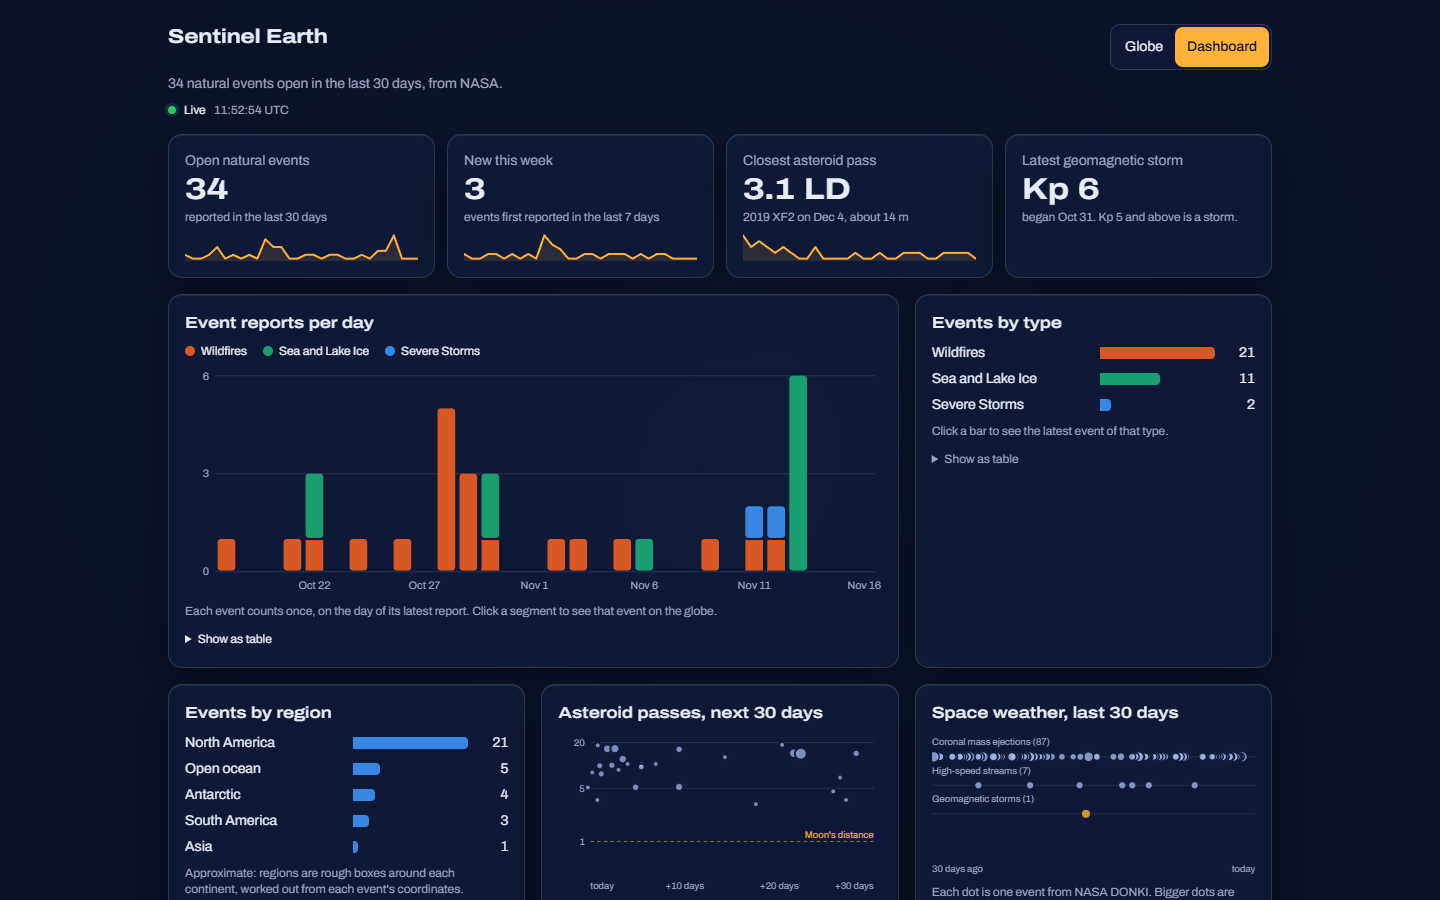 Sentinel Earth
Globe
Dashboard
34 natural events open in the last 30 days, from NASA.
Live 11:52:54 UTC
Open natural events
34
reported in the last 30 days
New this week
3
events first reported in the last 7 days
Closest asteroid pass
3.1 LD
2019 XF2 on Dec 4, about 14 m
Latest geomagnetic storm
Kp 6
began Oct 31. Kp 5 and above is a storm.
Event reports per day
Wildfires
Sea and Lake Ice
Severe Storms
6
3
0
Oct 22
Oct 27
Nov 1
Nov 6
Nov 11
Nov 16
Each event counts once, on the day of its latest report. Click a segment to see that event on the globe.
Show as table
Events by type
Wildfires 21
Sea and Lake Ice 11
Severe Storms 2
Click a bar to see the latest event of that type.
Show as table
Events by region
North America 21
Open ocean 5
Antarctic 4
South America 3
Asia 1
Approximate: regions are rough boxes around each
continent, worked out from each event's coordinates.
Asteroid passes, next 30 days
20
5
Moon's distance
1
today
+10 days
+20 days
+30 days
Space weather, last 30 days
Coronal mass ejections (87)
High-speed streams (7)
Geomagnetic storms (1)
30 days ago
today
Each dot is one event from NASA DONKI. Bigger dots are